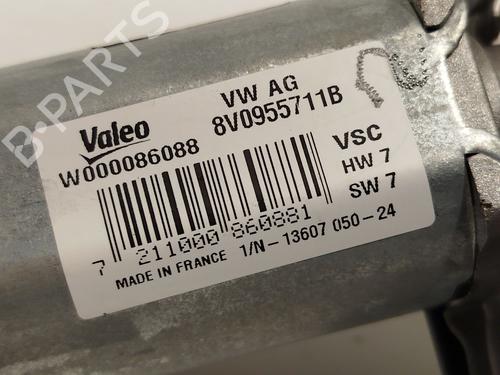 B-PARTS
Valeo
VW AG
W000086088
8V0955711B
VSC
HW 7
SW 7
7 211000 860881
MADE IN FRANCE 1/N-13607 050-24